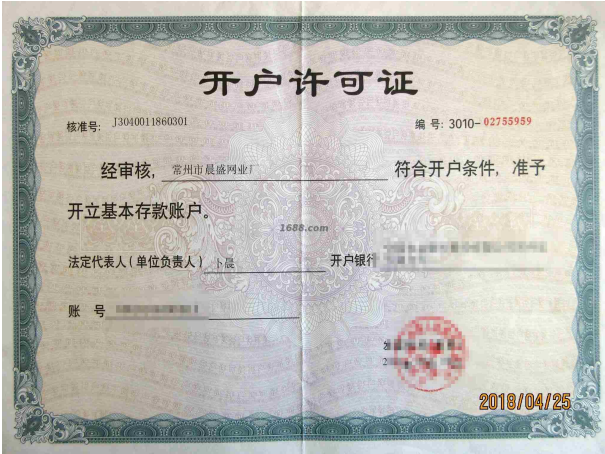 开户许可证
核准号: J3040011860301
编号: 3010-02755959
经审核, 常州市晨盛网业厂 符合开户条件, 准予
开立基本存款账户。
1688.com
法定代表人(单位负责人) 卜晨 开户银行
账号
2018/04/25